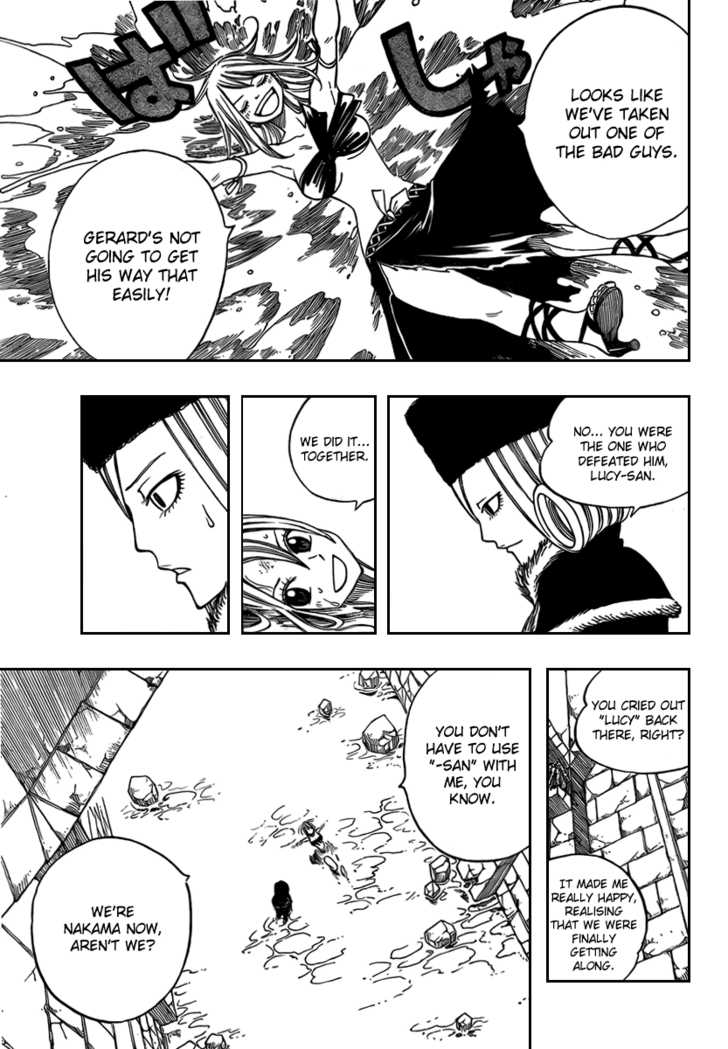 ばしゃ
LOOKS LIKE
WE'VE TAKEN
OUT ONE OF
THE BAD GUYS.
GERARD'S NOT
GOING TO GET
HIS WAY THAT
EASILY!
NO... YOU WERE
THE ONE WHO
DEFEATED HIM,
LUCY-SAN.
WE DID IT...
TOGETHER.
YOU CRIED OUT
"LUCY" BACK
THERE, RIGHT?
IT MADE ME
REALLY HAPPY,
REALISING
THAT WE WERE
FINALLY
GETTING
ALONG.
YOU DON'T
HAVE TO USE
"-SAN" WITH
ME, YOU
KNOW.
WE'RE
NAKAMA NOW,
AREN'T WE?